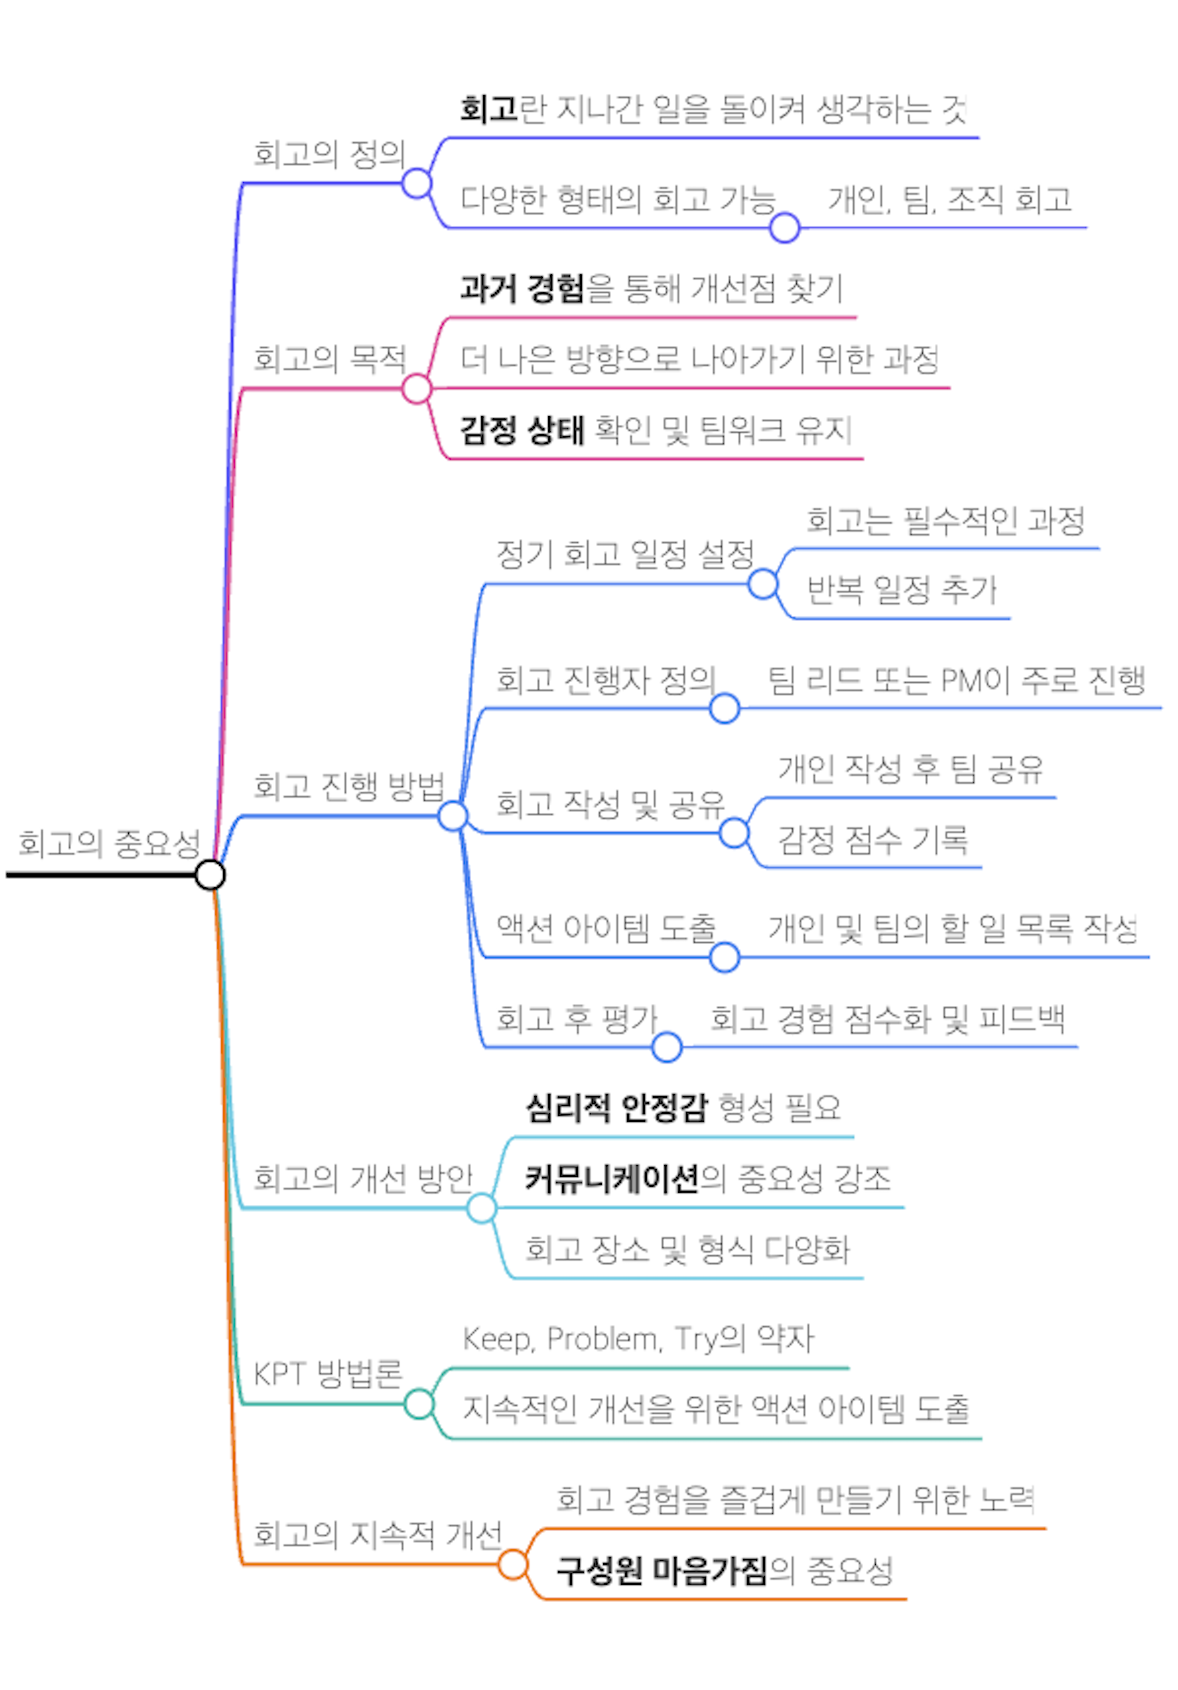 회고의 중요성
회고의 정의
회고란 지나간 일을 돌이켜 생각하는 것
다양한 형태의 회고 가능
개인, 팀, 조직 회고
회고의 목적
과거 경험을 통해 개선점 찾기
더 나은 방향으로 나아가기 위한 과정
감정 상태 확인 및 팀워크 유지
회고 진행 방법
정기 회고 일정 설정
회고는 필수적인 과정
반복 일정 추가
회고 진행자 정의
팀 리드 또는 PM이 주로 진행
회고 작성 및 공유
개인 작성 후 팀 공유
감정 점수 기록
액션 아이템 도출
개인 및 팀의 할 일 목록 작성
회고 후 평가
회고 경험 점수화 및 피드백
회고의 개선 방안
심리적 안정감 형성 필요
커뮤니케이션의 중요성 강조
회고 장소 및 형식 다양화
KPT 방법론
Keep, Problem, Try의 약자
지속적인 개선을 위한 액션 아이템 도출
회고의 지속적 개선
회고 경험을 즐겁게 만들기 위한 노력
구성원 마음가짐의 중요성